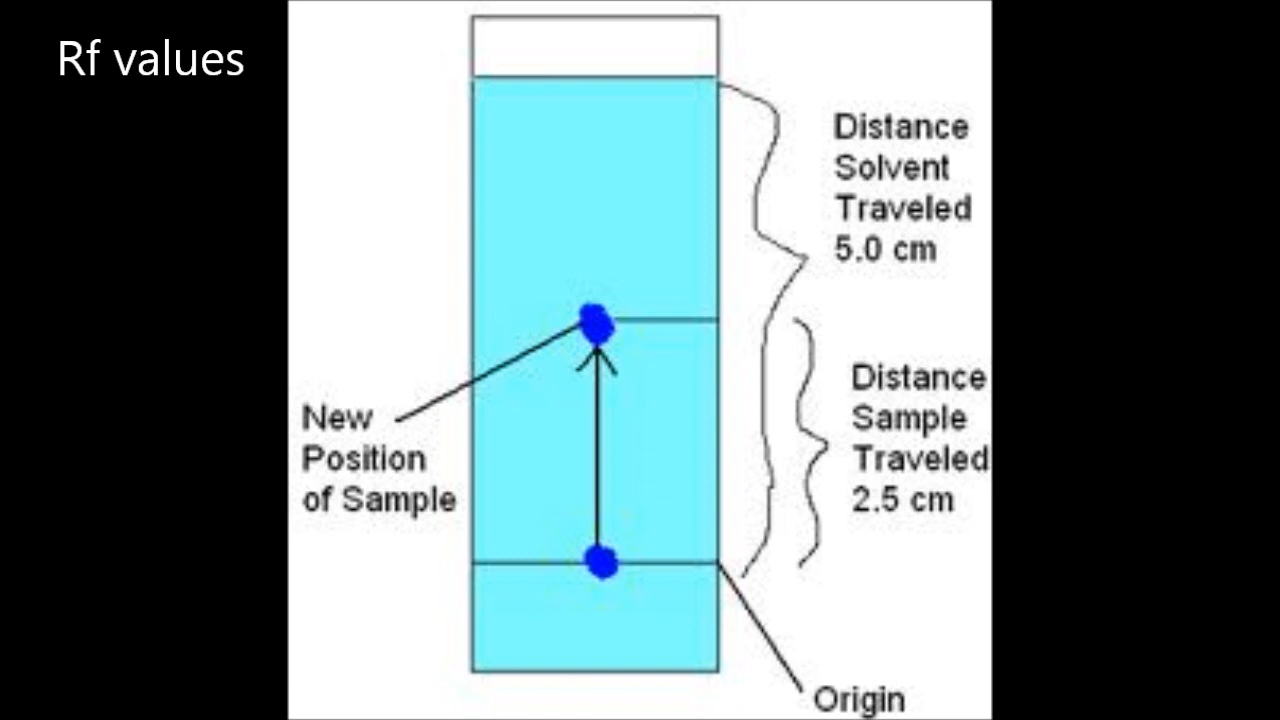 Rf values
Distance
Solvent
Traveled
5.0 cm
Distance
Sample
Traveled
2.5 cm
New
Position
of Sample
Origin